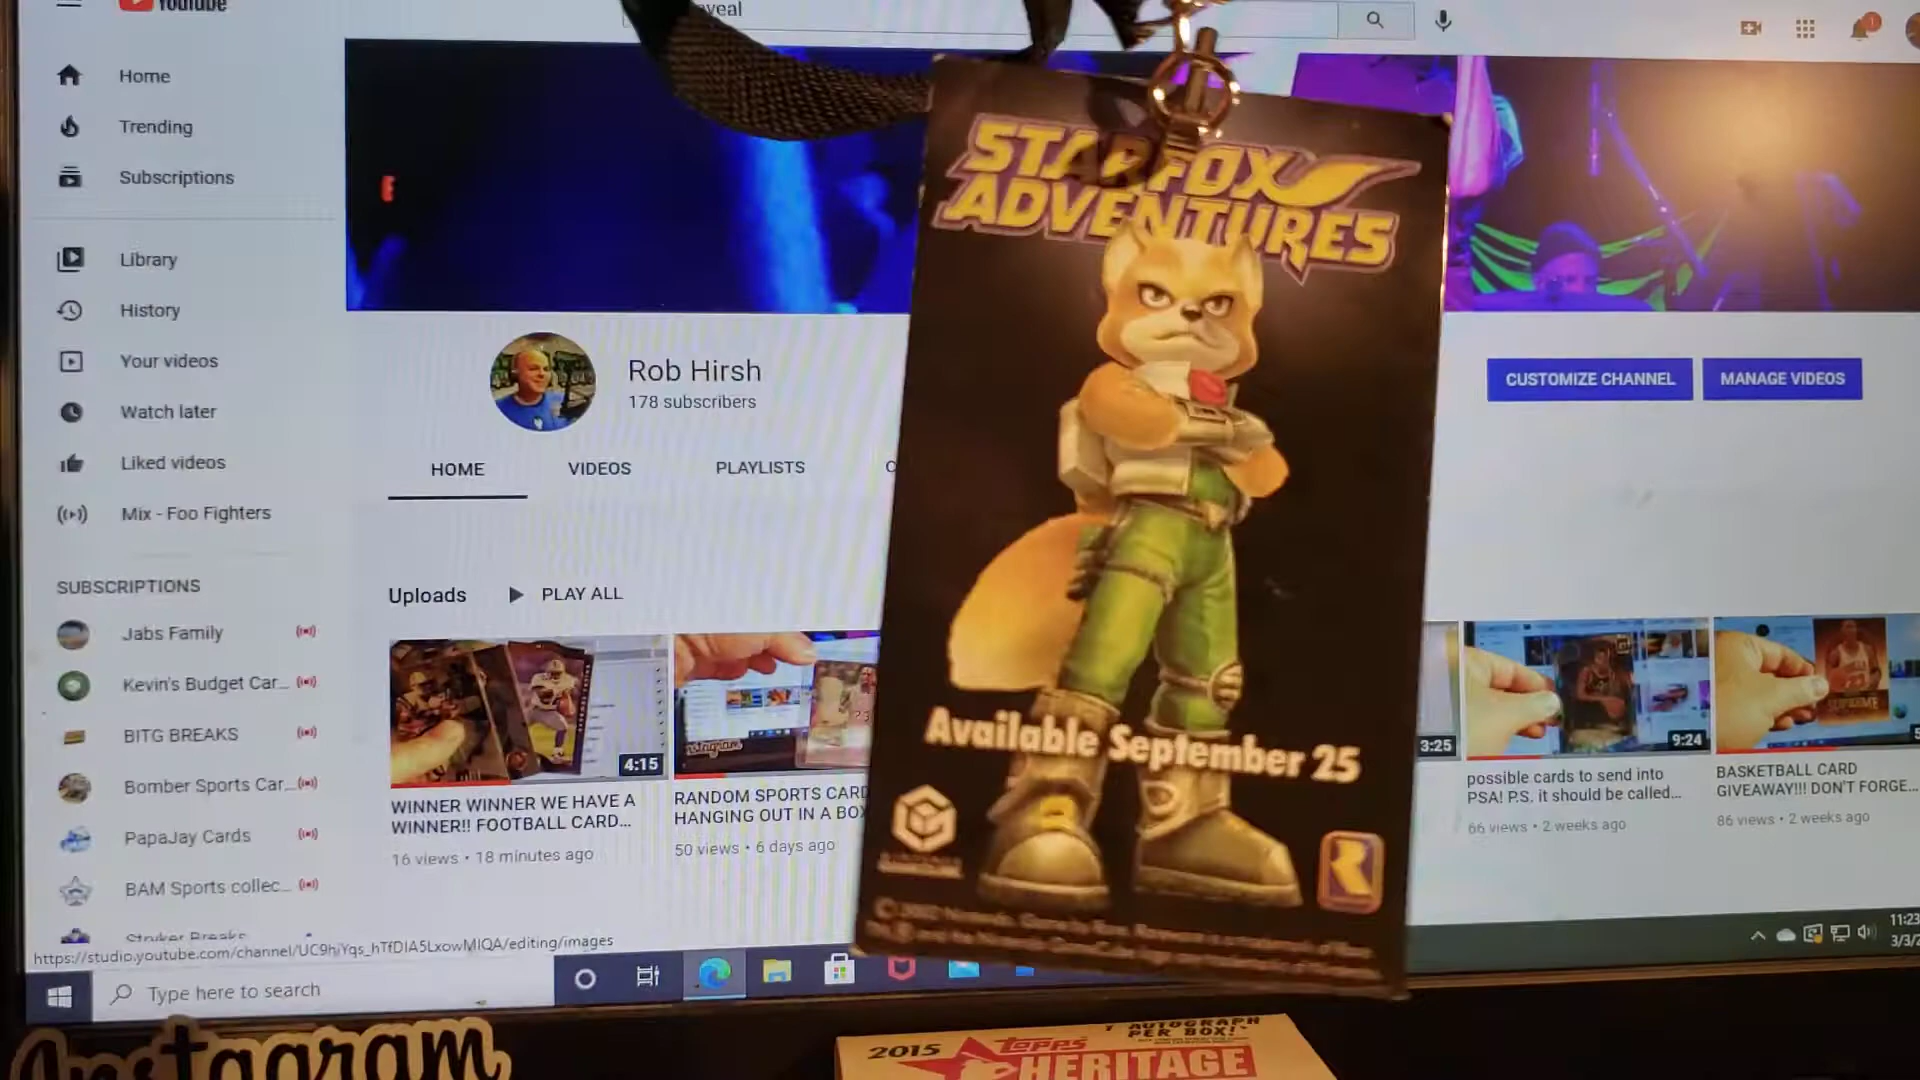 YouTube
veal
Home
Trending
Subscriptions
Library
History
Your videos
Watch later
Liked videos
Mix - Foo Fighters
SUBSCRIPTIONS
Jabs Family
Kevin's Budget Car...
BITG BREAKS
Bomber Sports Car...
PapaJay Cards
BAM Sports collec...
Stryker Breaks
https://studio.youtube.com/channel/UC9hjYqs_hTfDIA5LxowMIQA/editing/images
Type here to search
Rob Hirsh
178 subscribers
CUSTOMIZE CHANNEL
MANAGE VIDEOS
HOME
VIDEOS
PLAYLISTS
Uploads
PLAY ALL
4:15
WINNER WINNER WE HAVE A
WINNER!! FOOTBALL CARD...
16 views • 18 minutes ago
RANDOM SPORTS CARD
HANGING OUT IN A BOX
50 views • 6 days ago
3:25
9:24
possible cards to send into
PSA! P.S. it should be called...
66 views • 2 weeks ago
BASKETBALL CARD
GIVEAWAY!!! DON'T FORGE...
86 views • 2 weeks ago
STARFOX
ADVENTURES
Available September 25
11:23
3/3/2
Instagram
1 AUTOGRAPH
PER BOX!
2015
Topps
HERITAGE